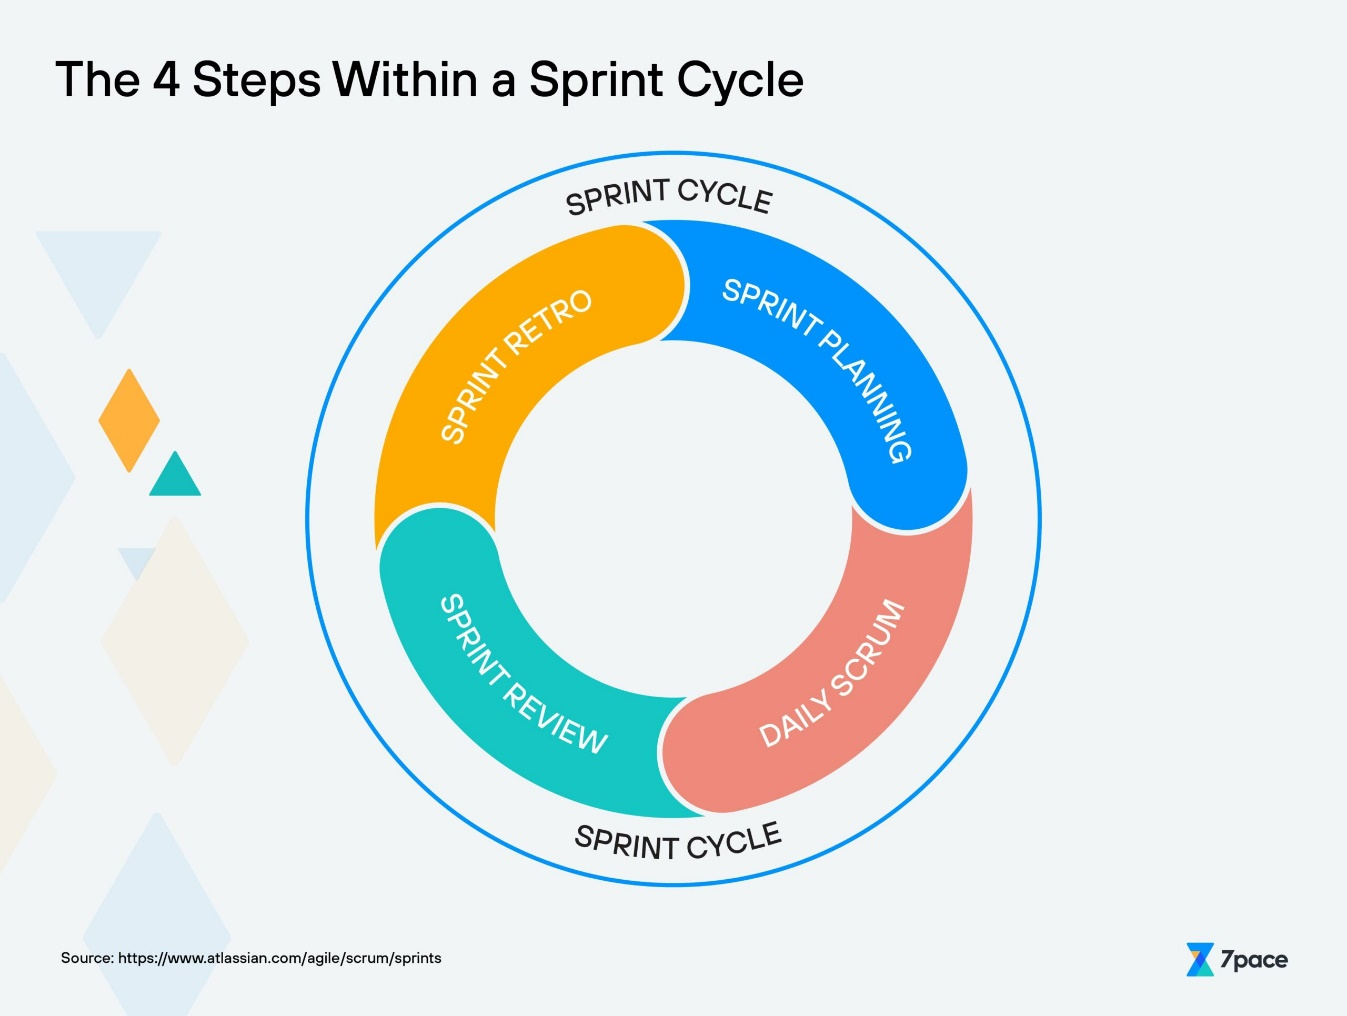 The 4 Steps Within a Sprint Cycle
SPRINT CYCLE
SPRINT RETRO
SPRINT PLANNING
SPRINT REVIEW
DAILY SCRUM
SPRINT CYCLE
Source: https://www.atlassian.com/agile/scrum/sprints
7pace